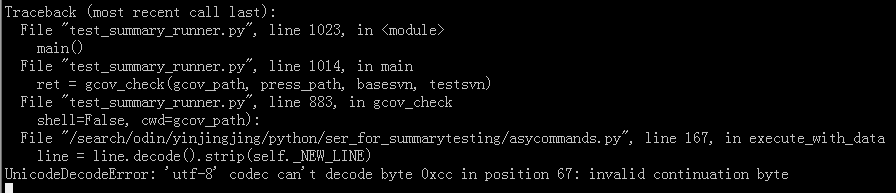 Traceback (most recent call last):
  File "test_summary_runner.py", line 1023, in <module>
    main()
  File "test_summary_runner.py", line 1014, in main
    ret = gcov_check(gcov_path, press_path, basesvn, testsvn)
  File "test_summary_runner.py", line 883, in gcov_check
    shell=False, cwd=gcov_path):
  File "/search/odin/yinjingjing/python/ser_for_summarytesting/asycommands.py", line 167, in execute_with_data
    line = line.decode().strip(self._NEW_LINE)
UnicodeDecodeError: 'utf-8' codec can't decode byte 0xcc in position 67: invalid continuation byte